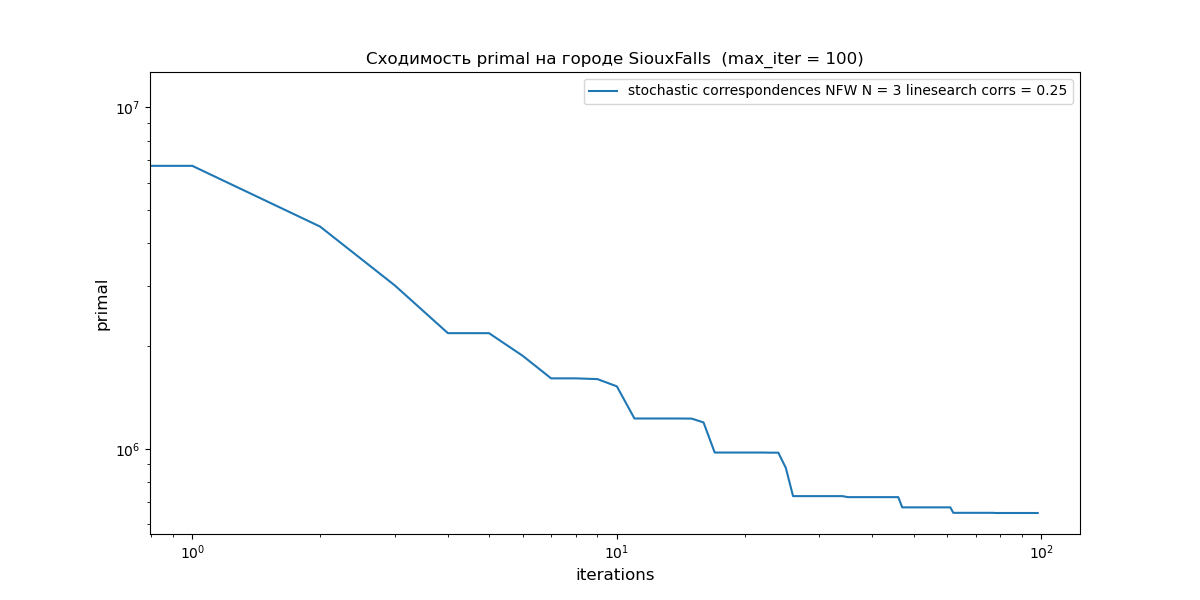 Сходимость primal на городе SiouxFalls  (max_iter = 100)
stochastic correspondences NFW N = 3 linesearch corrs = 0.25
10⁷
10⁶
primal
10⁰ 10¹ 10²
iterations